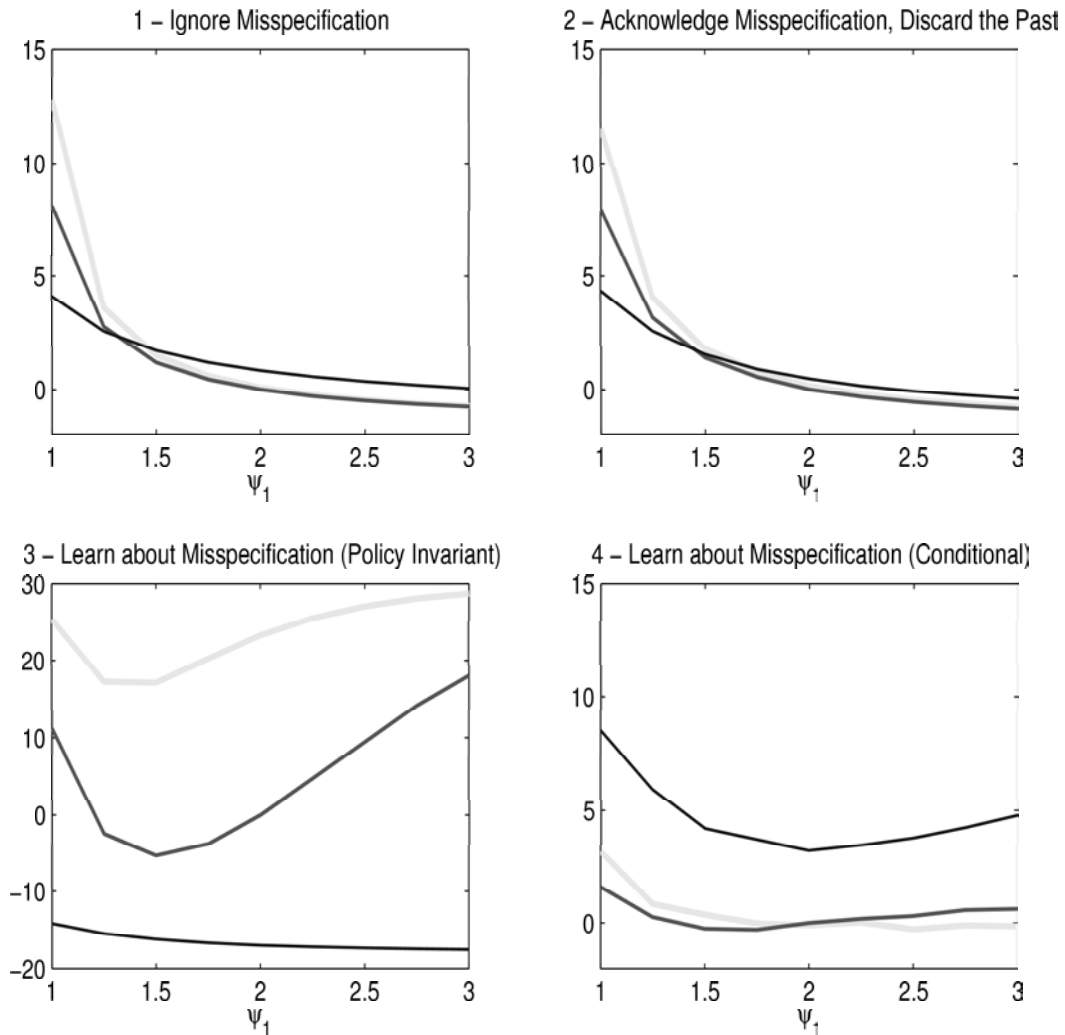 1 – Ignore Misspecification
15
10
5
0
1 1.5 2 2.5 3
ψ1
2 – Acknowledge Misspecification, Discard the Past
15
10
5
0
1 1.5 2 2.5 3
ψ1
3 – Learn about Misspecification (Policy Invariant)
30
20
10
0
−10
−20
1 1.5 2 2.5 3
ψ1
4 – Learn about Misspecification (Conditional)
15
10
5
0
1 1.5 2 2.5 3
ψ1